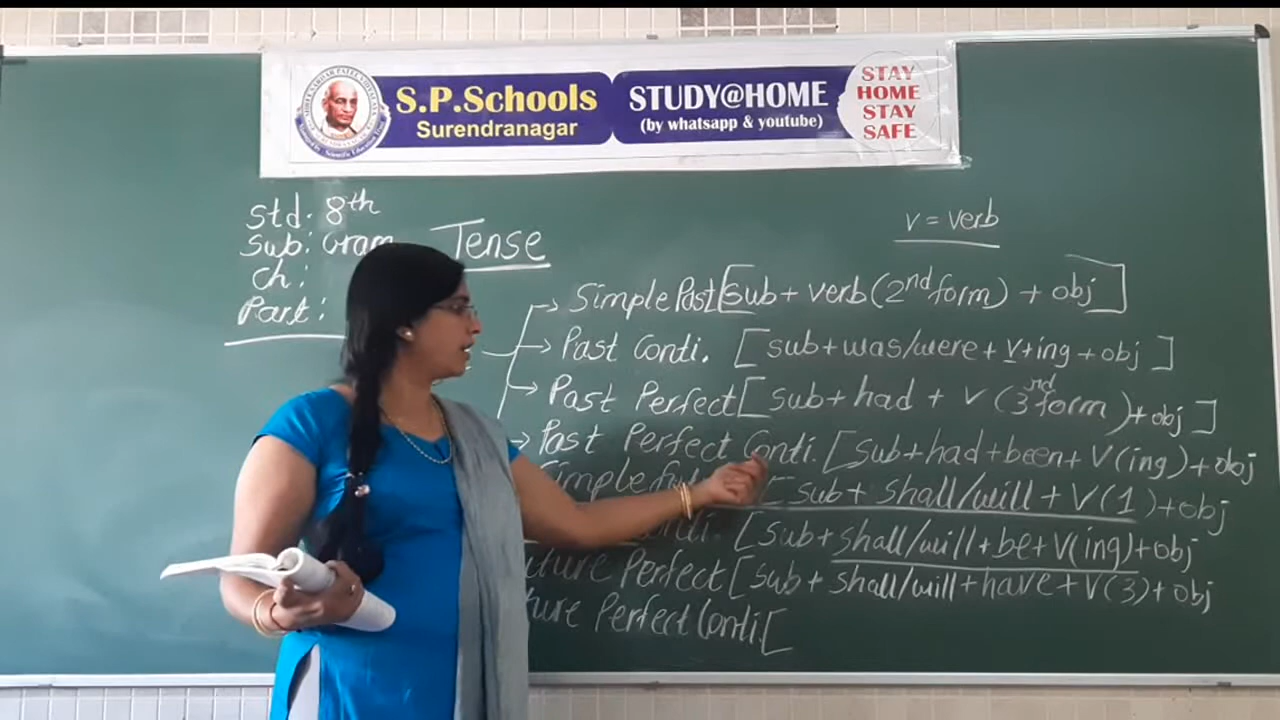 S.P.Schools
Surendranagar
STUDY@HOME
(by whatsapp & youtube)
STAY
HOME
STAY
SAFE
Std: 8th
Sub: Gram
Ch:
Part:
Tense
V = Verb
Simple Past [Sub + verb (2nd form) + obj]
Past Conti. [sub + was/were + v + ing + obj]
Past Perfect [sub + had + V (3nd form) + obj]
Past Perfect Conti. [sub + had + been + V (ing) + obj
Simple [sub + shall/will + V (1) + obj
[sub + shall/will + be + V (ing) + obj
Perfect [sub + shall/will + have + V (3) + obj
Perfect Conti. [